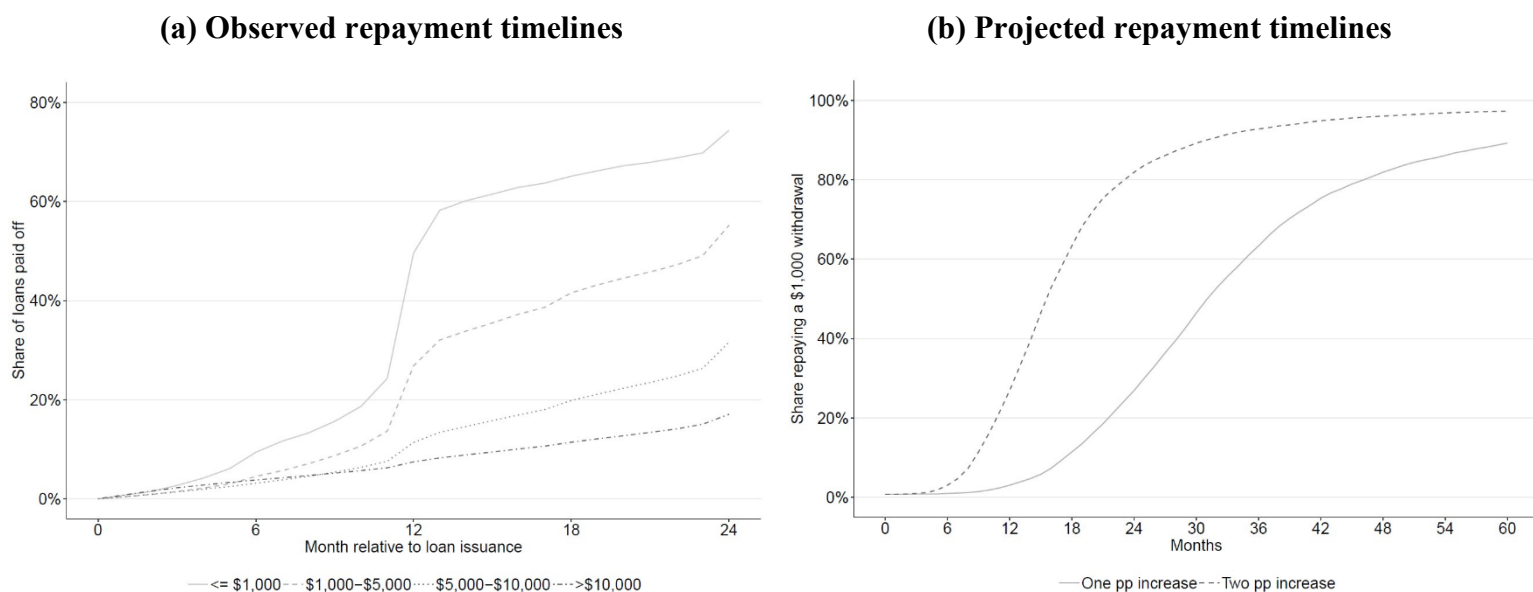 (a) Observed repayment timelines
80%
60%
40%
20%
0%
Share of loans paid off
0 6 12 18 24
Month relative to loan issuance
<= $1,000 $1,000−$5,000 $5,000−$10,000 >$10,000
(b) Projected repayment timelines
100%
80%
60%
40%
20%
0%
Share repaying a $1,000 withdrawal
0 6 12 18 24 30 36 42 48 54 60
Months
One pp increase Two pp increase